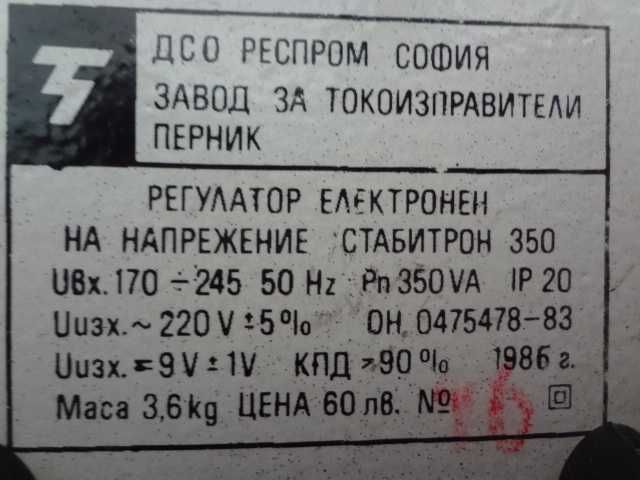 ДСО РЕСПРОМ СОФИЯ
ЗАВОД ЗА ТОКОИЗПРАВИТЕЛИ
ПЕРНИК
РЕГУЛАТОР ЕЛЕКТРОНЕН
НА НАПРЕЖЕНИЕ СТАБИТРОН 350
Uвх. 170 ÷ 245 50 Hz Pп 350 VA IP 20
Uизх. ~ 220 V ± 5% ОН 0475478-83
Uизх. = 9V ± 1V КПД > 90% 1986 г.
Маса 3,6 kg ЦЕНА 60 лв. №